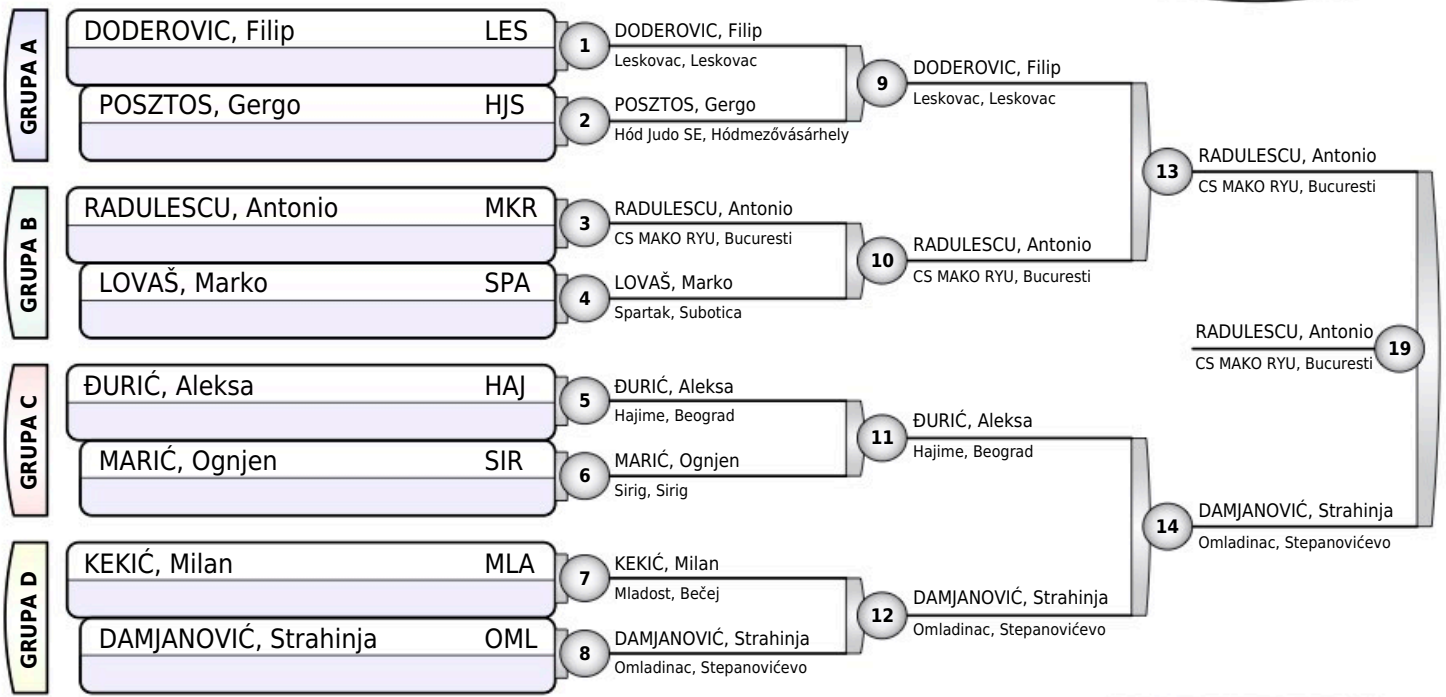 GRUPA A
DODEROVIC, Filip LES
POSZTOS, Gergo HJS
1
DODEROVIC, Filip
Leskovac, Leskovac
2
POSZTOS, Gergo
Hód Judo SE, Hódmezővásárhely
9
DODEROVIC, Filip
Leskovac, Leskovac
GRUPA B
RADULESCU, Antonio MKR
LOVAŠ, Marko SPA
3
RADULESCU, Antonio
CS MAKO RYU, Bucuresti
4
LOVAŠ, Marko
Spartak, Subotica
10
RADULESCU, Antonio
CS MAKO RYU, Bucuresti
13
RADULESCU, Antonio
CS MAKO RYU, Bucuresti
GRUPA C
ĐURIĆ, Aleksa HAJ
MARIĆ, Ognjen SIR
5
ĐURIĆ, Aleksa
Hajime, Beograd
6
MARIĆ, Ognjen
Sirig, Sirig
11
ĐURIĆ, Aleksa
Hajime, Beograd
GRUPA D
KEKIĆ, Milan MLA
DAMJANOVIĆ, Strahinja OML
7
KEKIĆ, Milan
Mladost, Bečej
8
DAMJANOVIĆ, Strahinja
Omladinac, Stepanovićevo
12
DAMJANOVIĆ, Strahinja
Omladinac, Stepanovićevo
14
DAMJANOVIĆ, Strahinja
Omladinac, Stepanovićevo
RADULESCU, Antonio
CS MAKO RYU, Bucuresti
19